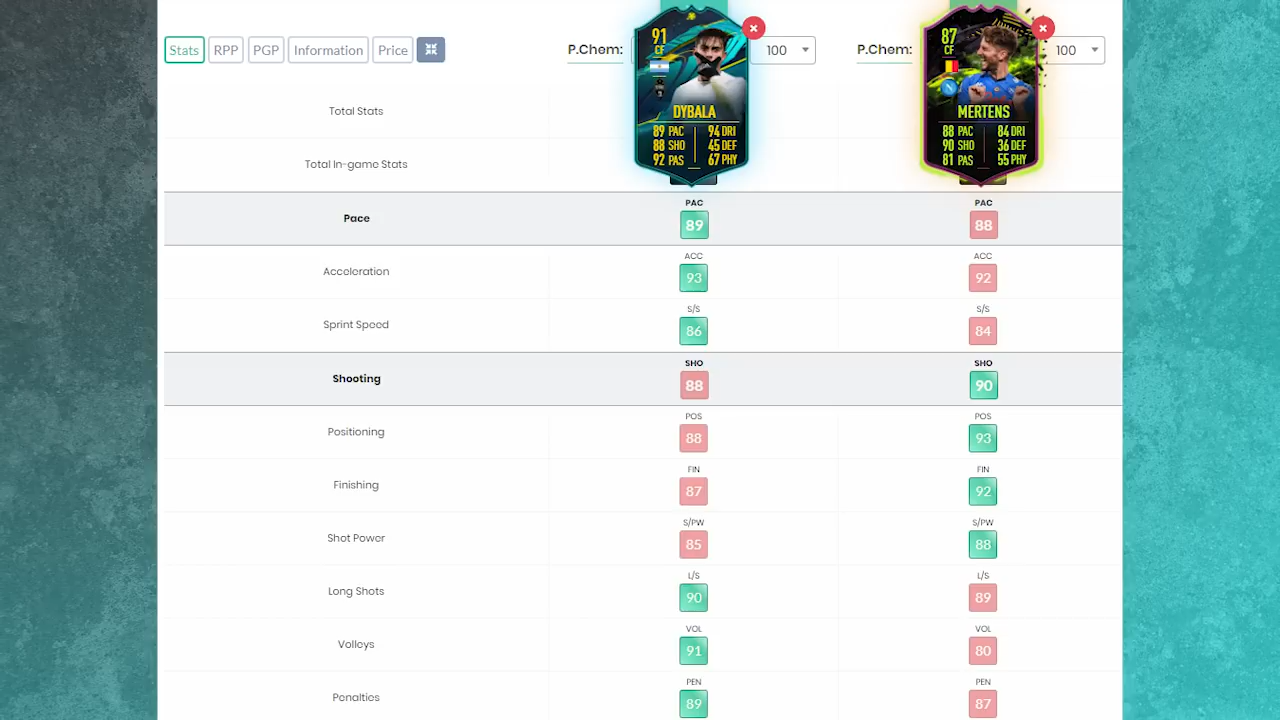 Stats RPP PGP Information Price
P.Chem: 100
P.Chem: 100
91
CF
DYBALA
89 PAC 94 DRI
88 SHO 45 DEF
92 PAS 67 PHY
87
CF
MERTENS
88 PAC 84 DRI
90 SHO 36 DEF
81 PAS 55 PHY
Total Stats
Total In-game Stats
PAC PAC
Pace 89 88
ACC ACC
Acceleration 93 92
S/S S/S
Sprint Speed 86 84
SHO SHO
Shooting 88 90
POS POS
Positioning 88 93
FIN FIN
Finishing 87 92
S/PW S/PW
Shot Power 85 88
L/S L/S
Long Shots 90 89
VOL VOL
Volleys 91 80
PEN PEN
Penalties 89 87